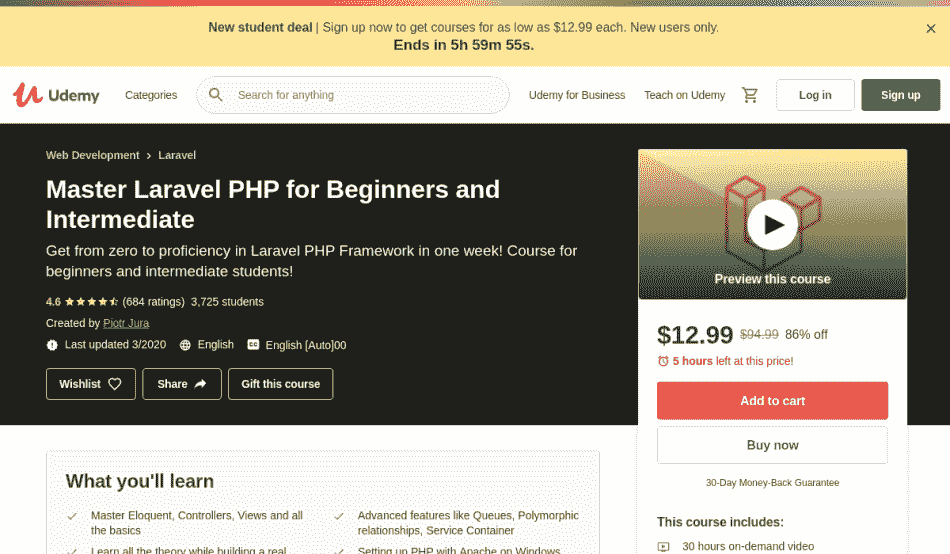 New student deal | Sign up now to get courses for as low as $12.99 each. New users only.
Ends in 5h 59m 55s.
Udemy
Categories
Search for anything
Udemy for Business
Teach on Udemy
Log in
Sign up
Web Development > Laravel
Master Laravel PHP for Beginners and
Intermediate
Get from zero to proficiency in Laravel PHP Framework in one week! Course for
beginners and intermediate students!
4.6 (684 ratings) 3,725 students
Created by Piotr Jura
Last updated 3/2020 English English [Auto]00
Wishlist
Share
Gift this course
Preview this course
$12.99 $94.99 86% off
5 hours left at this price!
Add to cart
Buy now
30-Day Money-Back Guarantee
This course includes:
30 hours on-demand video
What you'll learn
Master Eloquent, Controllers, Views and all
the basics
Learn all the theory while building a real
Advanced features like Queues, Polymorphic
relationships, Service Container
Setting up PHP with Apache on Windows